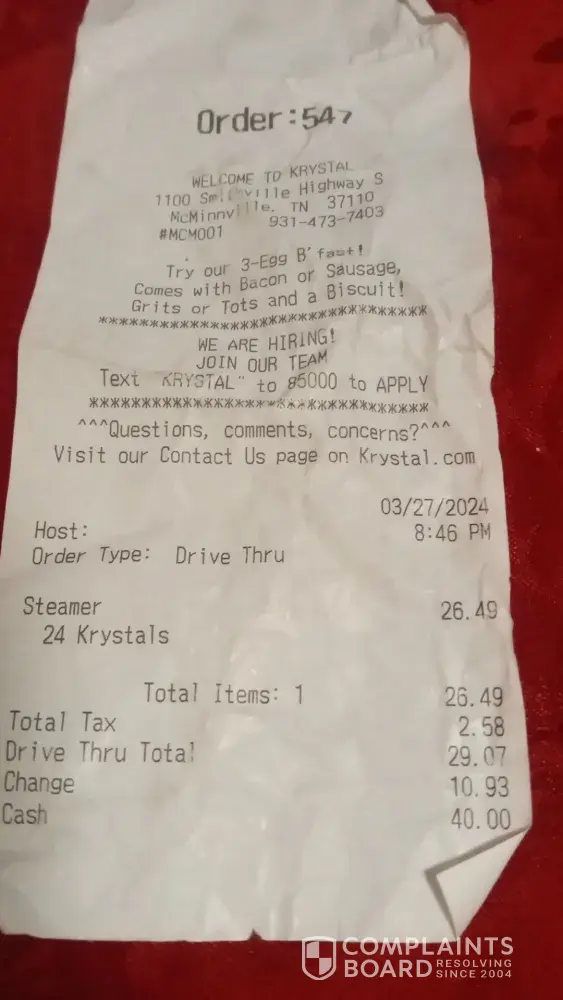 Order:547
WELCOME TO KRYSTAL
1100 Smithville Highway S
McMinnville, TN 37110
#MCM001 931-473-7403
Try our 3-Egg B'fast!
Comes with Bacon or Sausage,
Grits or Tots and a Biscuit!
********************************
WE ARE HIRING!
JOIN OUR TEAM
Text "KRYSTAL" to 85000 to APPLY
********************************
^^^Questions, comments, concerns?^^^
Visit our Contact Us page on Krystal.com
03/27/2024
Host: 8:46 PM
Order Type: Drive Thru
Steamer 26.49
24 Krystals
Total Items: 1 26.49
Total Tax 2.58
Drive Thru Total 29.07
Change 10.93
Cash 40.00
COMPLAINTS
BOARD RESOLVING
SINCE 2004